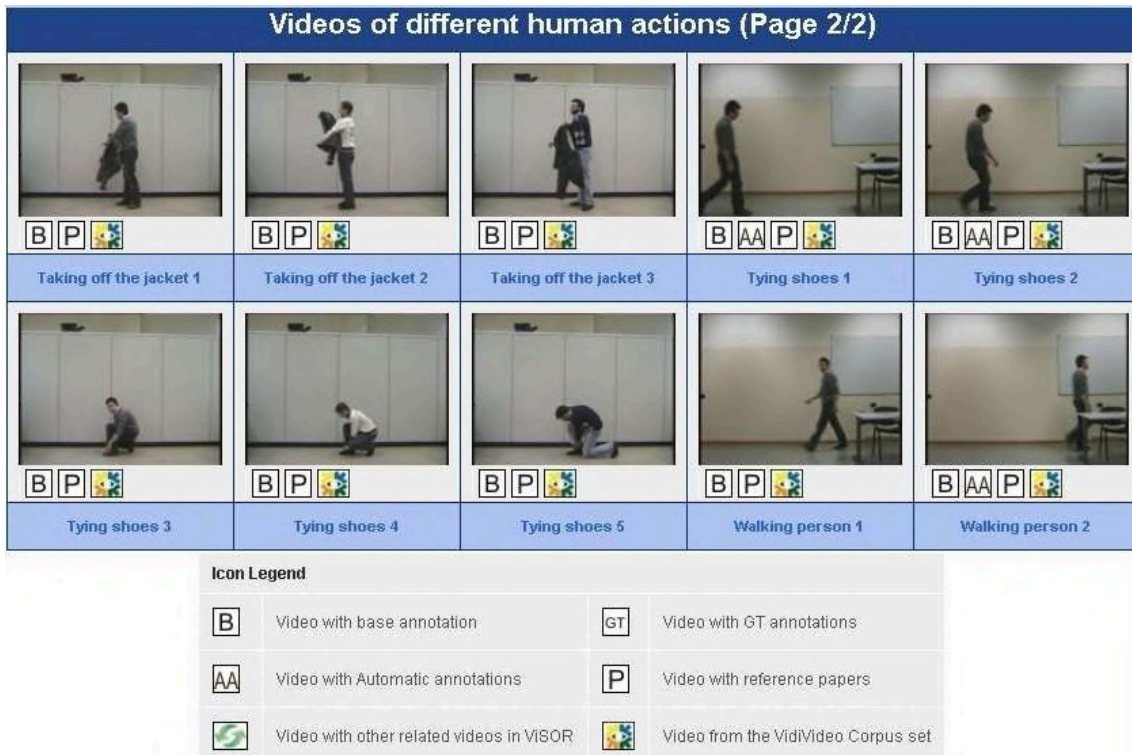 Videos of different human actions (Page 2/2)
B P
B P
B P
B AA P
B AA P
Taking off the jacket 1
Taking off the jacket 2
Taking off the jacket 3
Tying shoes 1
Tying shoes 2
B P
B P
B P
B P
B AA P
Tying shoes 3
Tying shoes 4
Tying shoes 5
Walking person 1
Walking person 2
Icon Legend
B Video with base annotation
GT Video with GT annotations
AA Video with Automatic annotations
P Video with reference papers
Video with other related videos in ViSOR
Video from the VidiVideo Corpus set